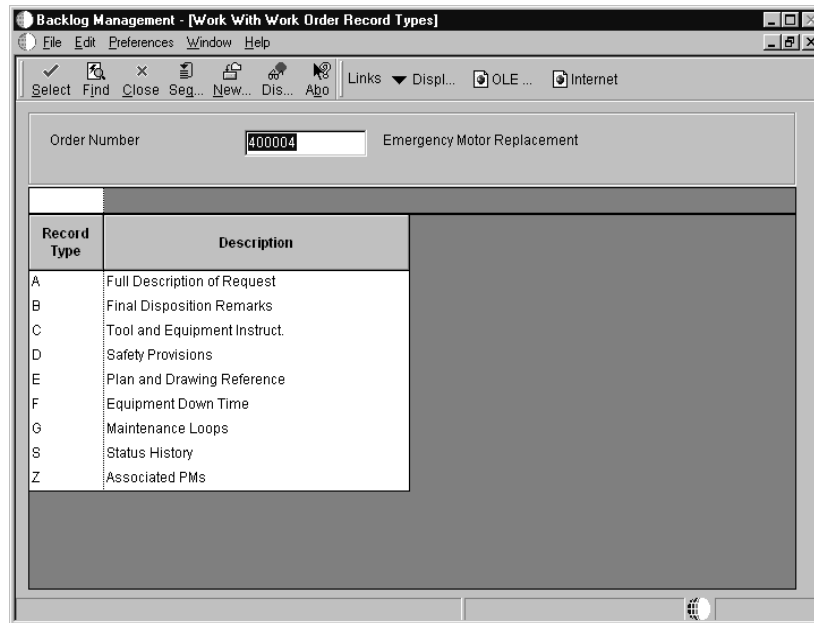 Backlog Management - [Work With Work Order Record Types]
File Edit Preferences Window Help
Select Find Close Seq... New... Dis... Abo Links Displ... OLE ... Internet
Order Number 400004 Emergency Motor Replacement
Record Type Description
A Full Description of Request
B Final Disposition Remarks
C Tool and Equipment Instruct.
D Safety Provisions
E Plan and Drawing Reference
F Equipment Down Time
G Maintenance Loops
S Status History
Z Associated PMs